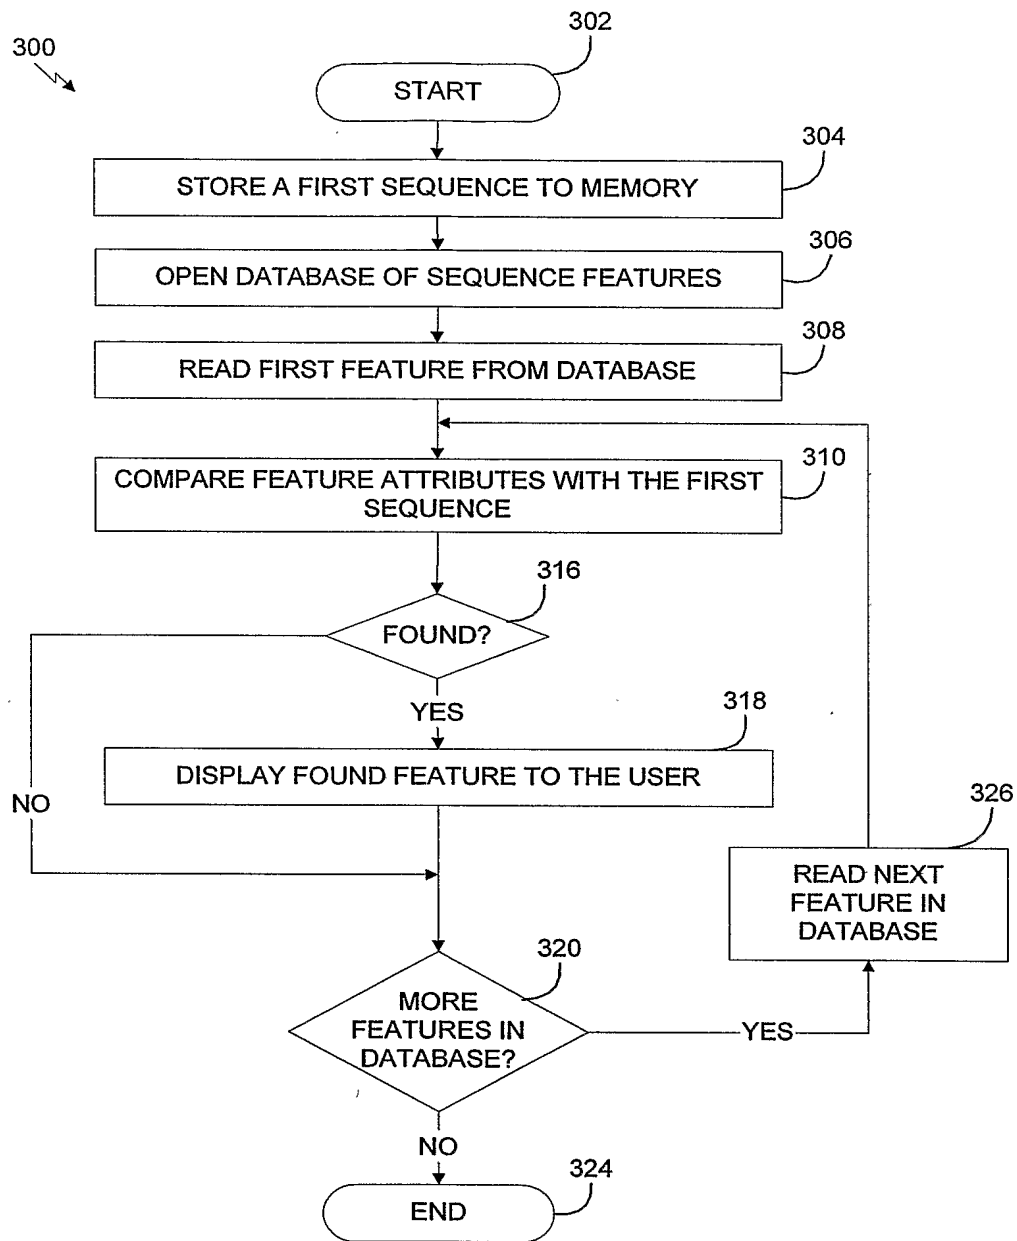 300
302
START
304
STORE A FIRST SEQUENCE TO MEMORY
306
OPEN DATABASE OF SEQUENCE FEATURES
308
READ FIRST FEATURE FROM DATABASE
310
COMPARE FEATURE ATTRIBUTES WITH THE FIRST
SEQUENCE
316
FOUND?
YES
318
DISPLAY FOUND FEATURE TO THE USER
NO
326
READ NEXT
FEATURE IN
DATABASE
320
MORE
FEATURES IN
DATABASE?
YES
NO
324
END